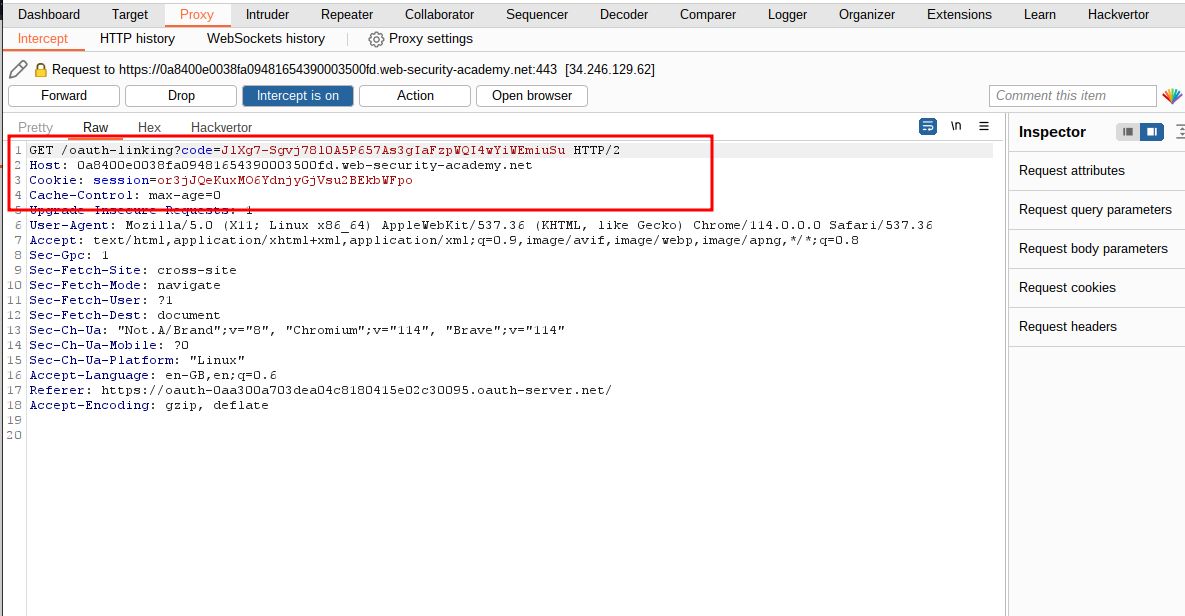 Dashboard Target Proxy Intruder Repeater Collaborator Sequencer Decoder Comparer Logger Organizer Extensions Learn Hackvertor
Intercept HTTP history WebSockets history Proxy settings
Request to https://0a8400e0038fa09481654390003500fd.web-security-academy.net:443 [34.246.129.62]
Forward Drop Intercept is on Action Open browser Comment this item
Pretty Raw Hex Hackvertor \n Inspector
1 GET /oauth-linking?code=J1Xg7-Sgvj781OA5P657As3gIaFzpWQI4wYiWEmiuSu HTTP/2
2 Host: 0a8400e0038fa09481654390003500fd.web-security-academy.net
3 Cookie: session=or3jJQeKuxMO6YdnjyGjVsu2BEkbWFpo
4 Cache-Control: max-age=0
5 Upgrade-Insecure-Requests: 1
6 User-Agent: Mozilla/5.0 (X11; Linux x86_64) AppleWebKit/537.36 (KHTML, like Gecko) Chrome/114.0.0.0 Safari/537.36
7 Accept: text/html,application/xhtml+xml,application/xml;q=0.9,image/avif,image/webp,image/apng,*/*;q=0.8
8 Sec-Gpc: 1
9 Sec-Fetch-Site: cross-site
10 Sec-Fetch-Mode: navigate
11 Sec-Fetch-User: ?1
12 Sec-Fetch-Dest: document
13 Sec-Ch-Ua: "Not.A/Brand";v="8", "Chromium";v="114", "Brave";v="114"
14 Sec-Ch-Ua-Mobile: ?0
15 Sec-Ch-Ua-Platform: "Linux"
16 Accept-Language: en-GB,en;q=0.6
17 Referer: https://oauth-0aa300a703dea04c8180415e02c30095.oauth-server.net/
18 Accept-Encoding: gzip, deflate
19
20
Request attributes
Request query parameters
Request body parameters
Request cookies
Request headers